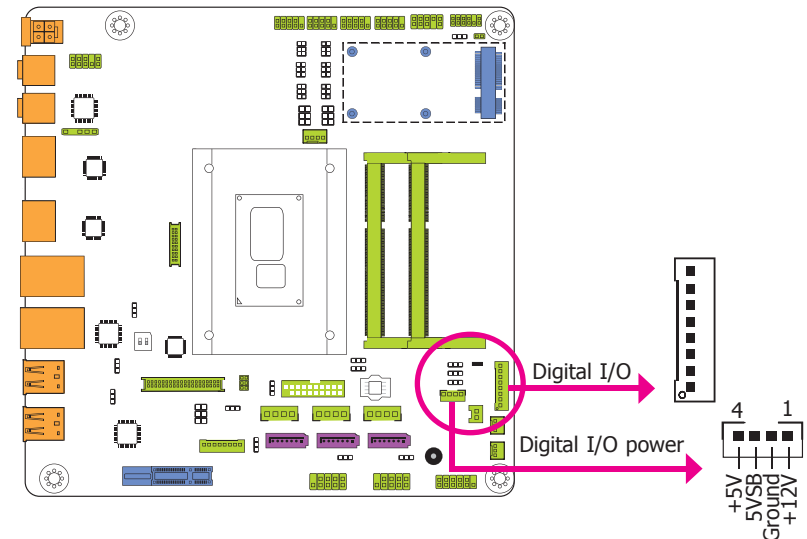 Digital I/O
Digital I/O power
4 1
+5V
5VSB
Ground
+12V